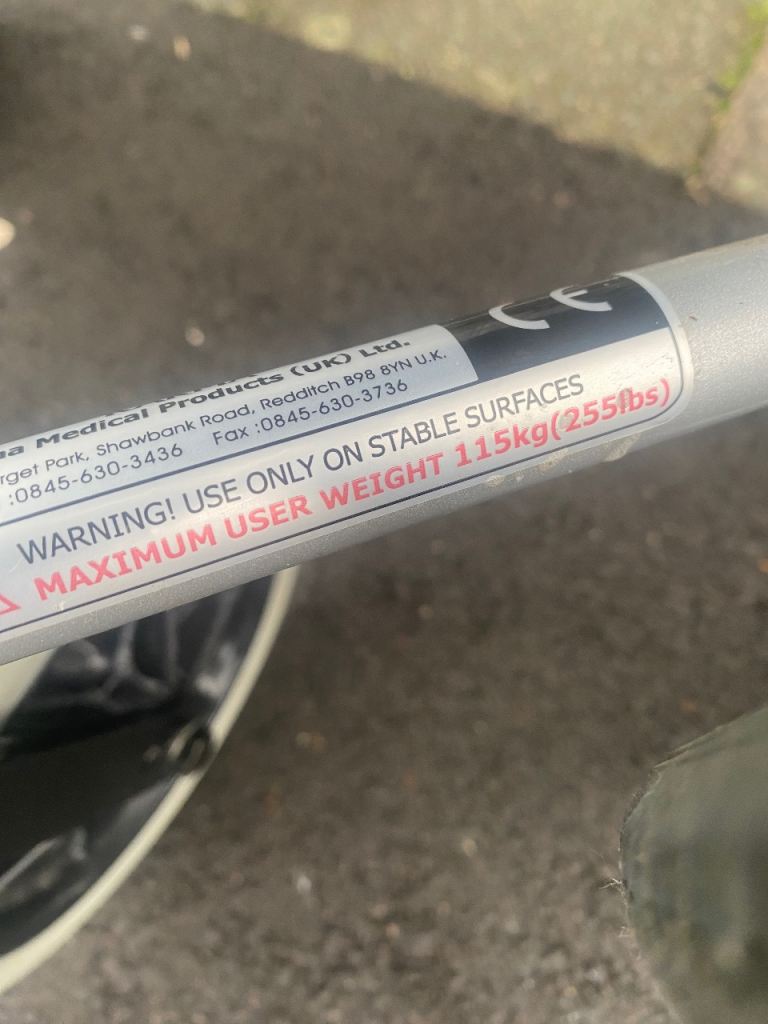 CE
Medical Products (UK) Ltd.
Park, Shawbank Road, Redditch B98 8YN U.K.
:0845-630-3436 Fax :0845-630-3736
WARNING! USE ONLY ON STABLE SURFACES
MAXIMUM USER WEIGHT 115kg(255lbs)